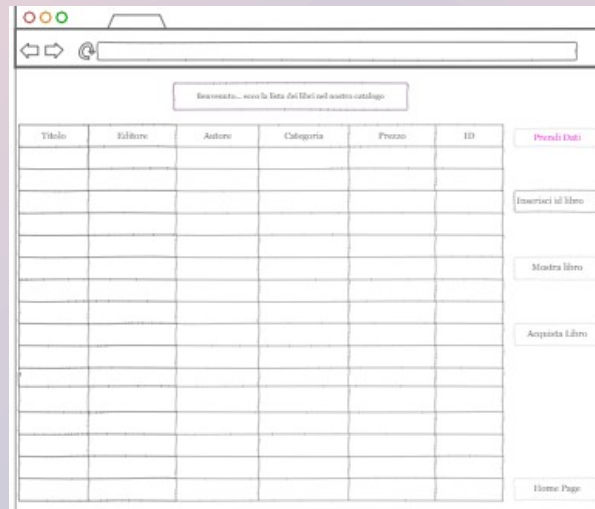 Benvenuto... ecco la lista dei libri nel nostro catalogo
Titolo Editore Autore Categoria Prezzo ID
Prendi Dati
Inserisci id libro
Mostra libro
Acquista Libro
Home Page